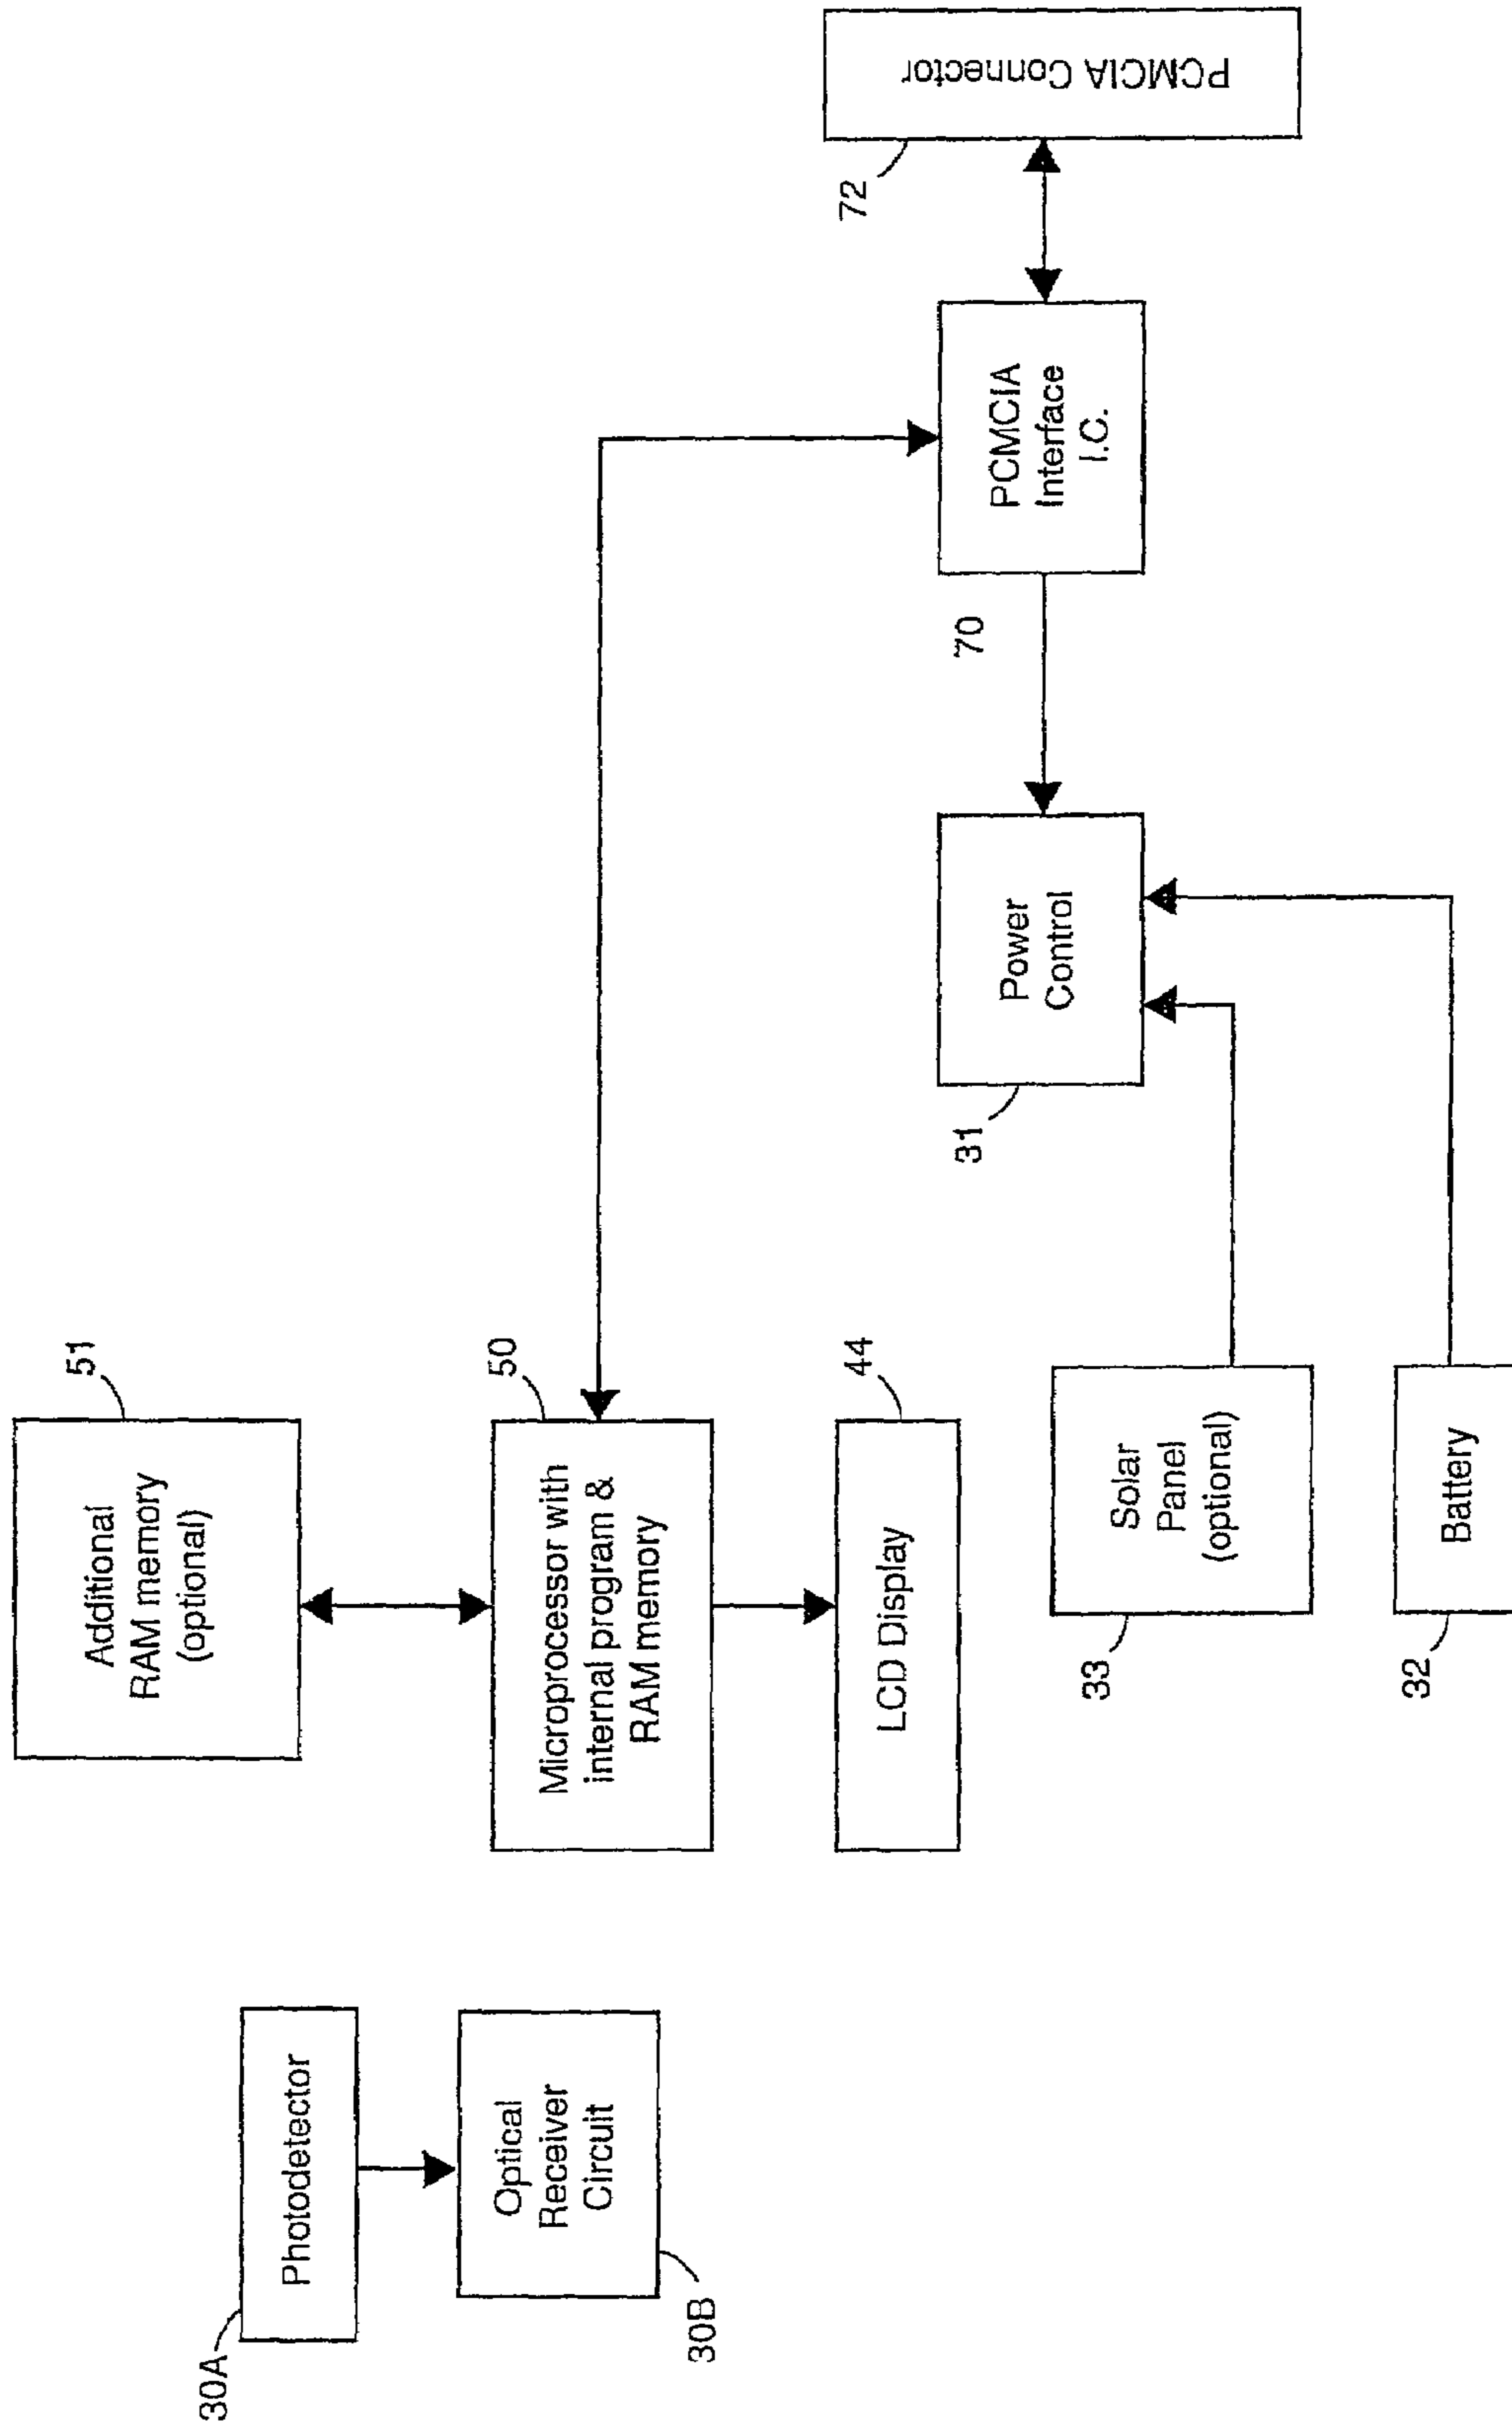 30A
Photodetector
Optical
Receiver
Circuit
30B
51
Additional
RAM memory
(optional)
50
Microprocessor with
internal program &
RAM memory
44
LCD Display
33
Solar
Panel
(optional)
32
Battery
31
Power
Control
70
PCMCIA
Interface
I.C.
72
PCMCIA Connector